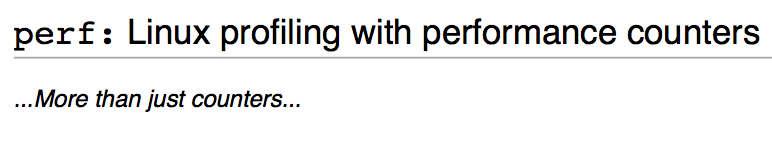 perf: Linux profiling with performance counters
...More than just counters...